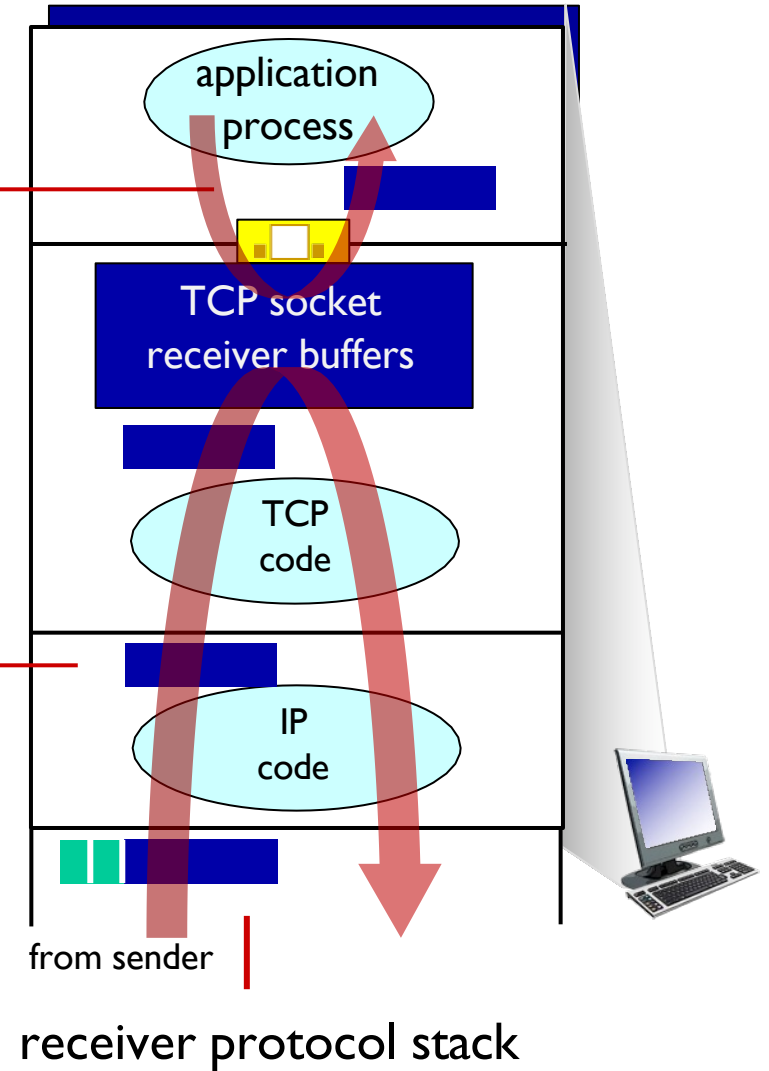 application
process
TCP socket
receiver buffers
TCP
code
IP
code
from sender
receiver protocol stack